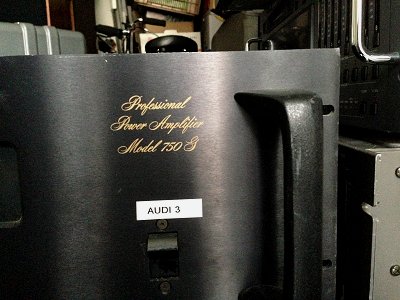 Professional
Power Amplifier
Model 750 G
AUDI 3